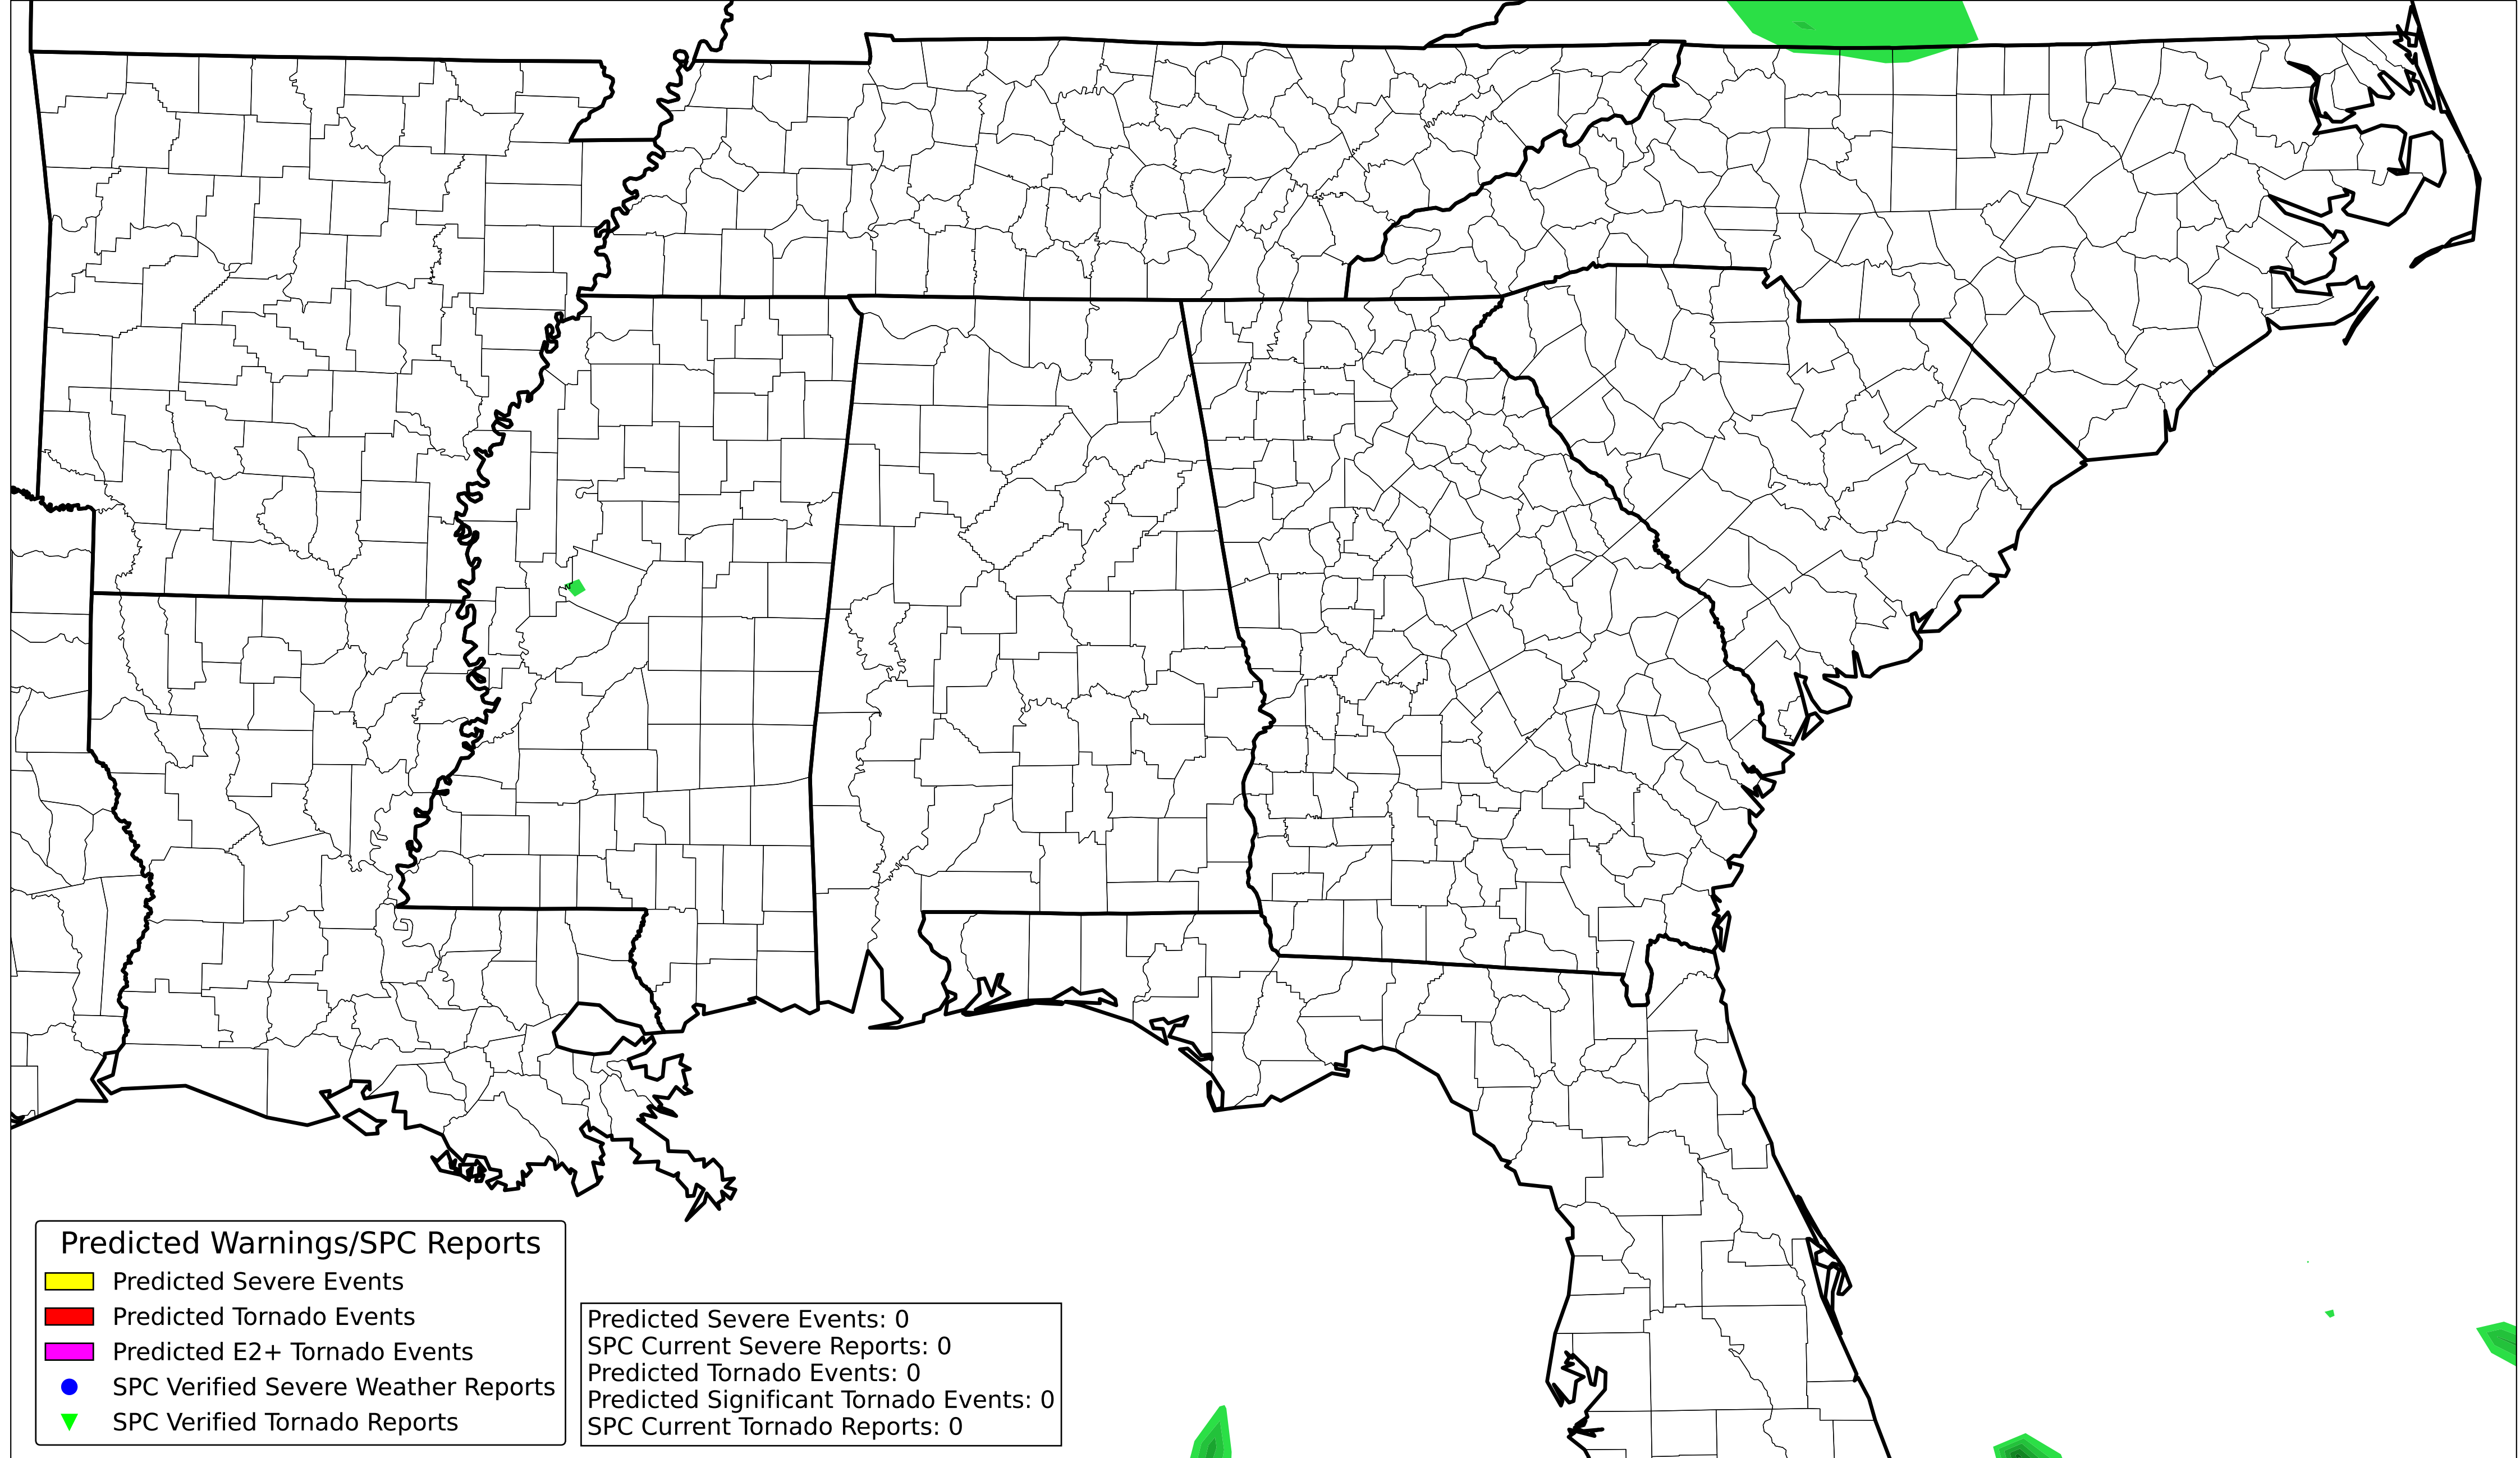 Predicted Warnings/SPC Reports
Predicted Severe Events
Predicted Tornado Events
Predicted E2+ Tornado Events
SPC Verified Severe Weather Reports
SPC Verified Tornado Reports
Predicted Severe Events: 0
SPC Current Severe Reports: 0
Predicted Tornado Events: 0
Predicted Significant Tornado Events: 0
SPC Current Tornado Reports: 0